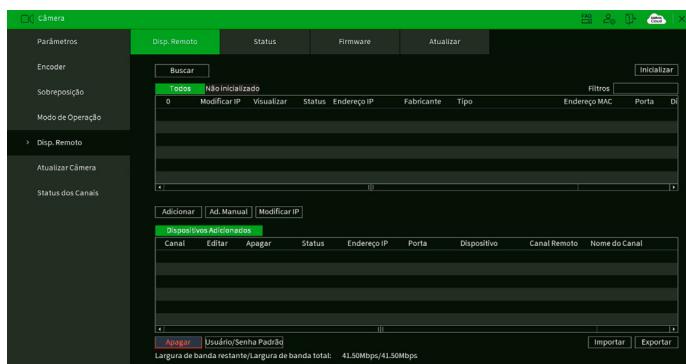 Câmera FAQ
Parâmetros Disp. Remoto Status Firmware Atualizar
Encoder Buscar Inicializar
Sobreposição Todos Não inicializado Filtros
0 Modificar IP Visualizar Status Endereço IP Fabricante Tipo Endereço MAC Porta Di
Modo de Operação
> Disp. Remoto
Atualizar Câmera
Status dos Canais
Adicionar Ad. Manual Modificar IP
Dispositivos Adicionados
Canal Editar Apagar Status Endereço IP Porta Dispositivo Canal Remoto Nome do Canal
Apagar Usuário/Senha Padrão Importar Exportar
Largura de banda restante/Largura de banda total: 41.50Mbps/41.50Mbps